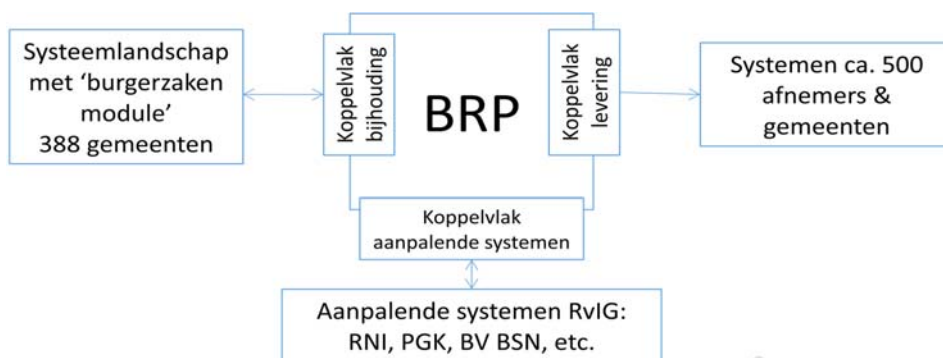 Systeemlandschap
met ‘burgerzaken
module’
388 gemeenten
Koppelvlak
bijhouding
BRP
Koppelvlak
levering
Systemen ca. 500
afnemers &
gemeenten
Koppelvlak
aanpalende systemen
Aanpalende systemen RvIG:
RNI, PGK, BV BSN, etc.